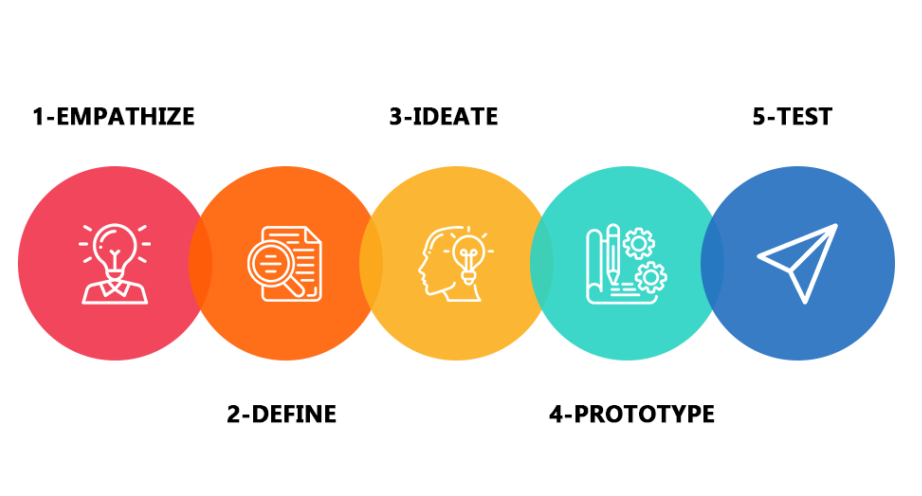 1-EMPATHIZE
2-DEFINE
3-IDEATE
4-PROTOTYPE
5-TEST